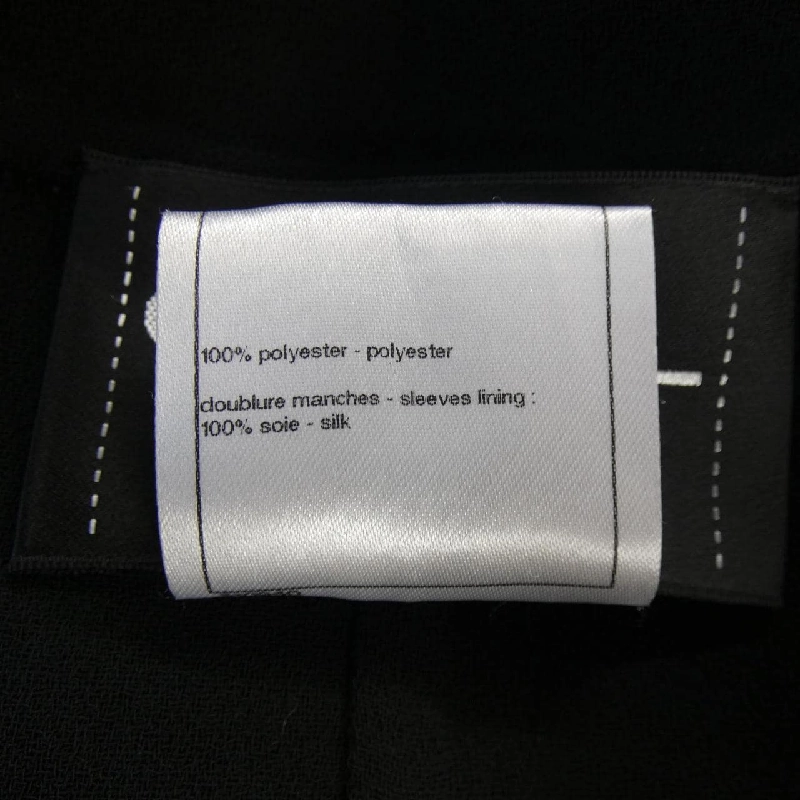 100% polyester - polyester
doublure manches - sleeves lining :
100% soie - silk